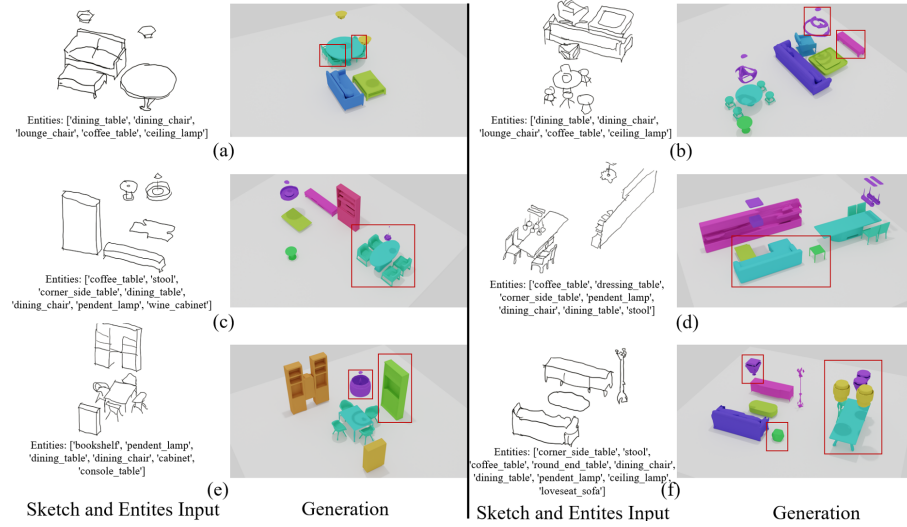 Entities: ['dining_table', 'dining_chair',
'lounge_chair', 'coffee_table', 'ceiling_lamp']
(a)
Entities: ['dining_table', 'dining_chair',
'lounge_chair', 'coffee_table', 'ceiling_lamp']
(b)
Entities: ['coffee_table', 'stool',
'corner_side_table', 'dining_table',
'dining_chair', 'pendent_lamp', 'wine_cabinet']
(c)
Entities: ['coffee_table', 'dressing_table',
'corner_side_table', 'pendent_lamp',
'dining_chair', 'dining_table', 'stool']
(d)
Entities: ['bookshelf', 'pendent_lamp',
'dining_table', 'dining_chair', 'cabinet',
'console_table']
(e)
Entities: ['corner_side_table', 'stool',
'coffee_table', 'round_end_table', 'dining_chair',
'dining_table', 'pendent_lamp', 'ceiling_lamp',
'loveseat_sofa']
(f)
Sketch and Entites Input
Generation
Sketch and Entites Input
Generation